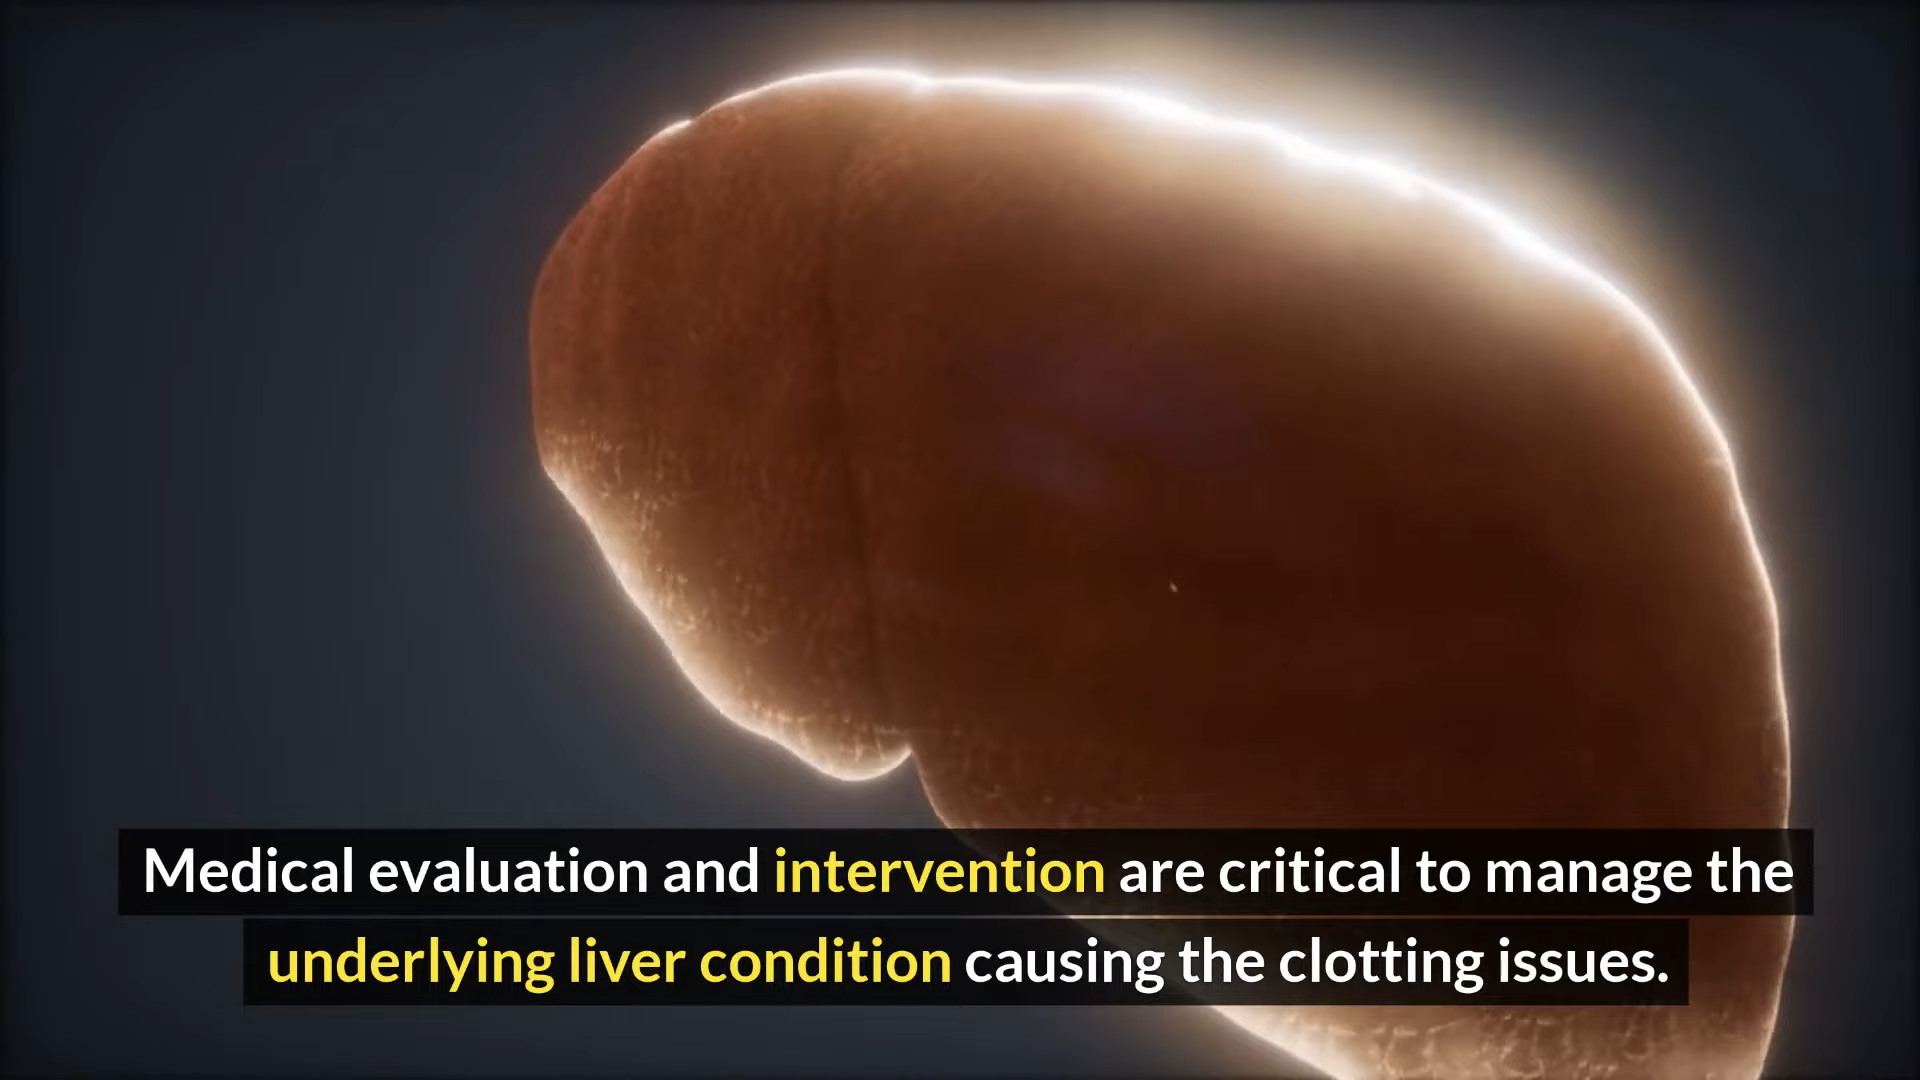 Medical evaluation and intervention are critical to manage the
underlying liver condition causing the clotting issues.